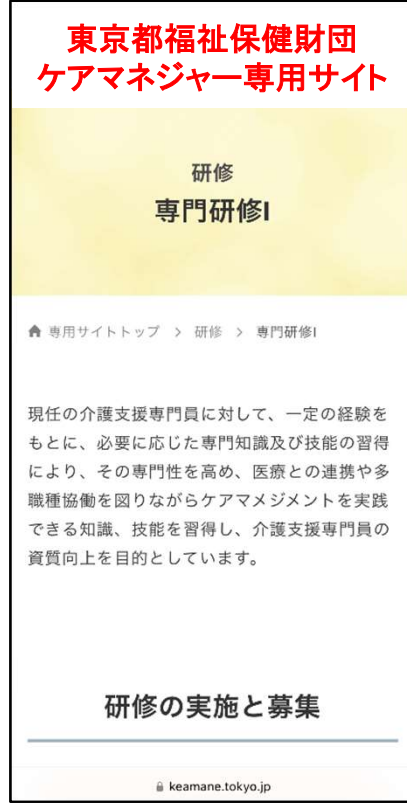 東京都福祉保健財団
ケアマネジャー専用サイト
研修
専門研修I
専用サイトトップ > 研修 > 専門研修I
現任の介護支援専門員に対して、一定の経験を
もとに、必要に応じた専門知識及び技能の習得
により、その専門性を高め、医療との連携や多
職種協働を図りながらケアマメジメントを実践
できる知識、技能を習得し、介護支援専門員の
資質向上を目的としています。
研修の実施と募集
keamane.tokyo.jp